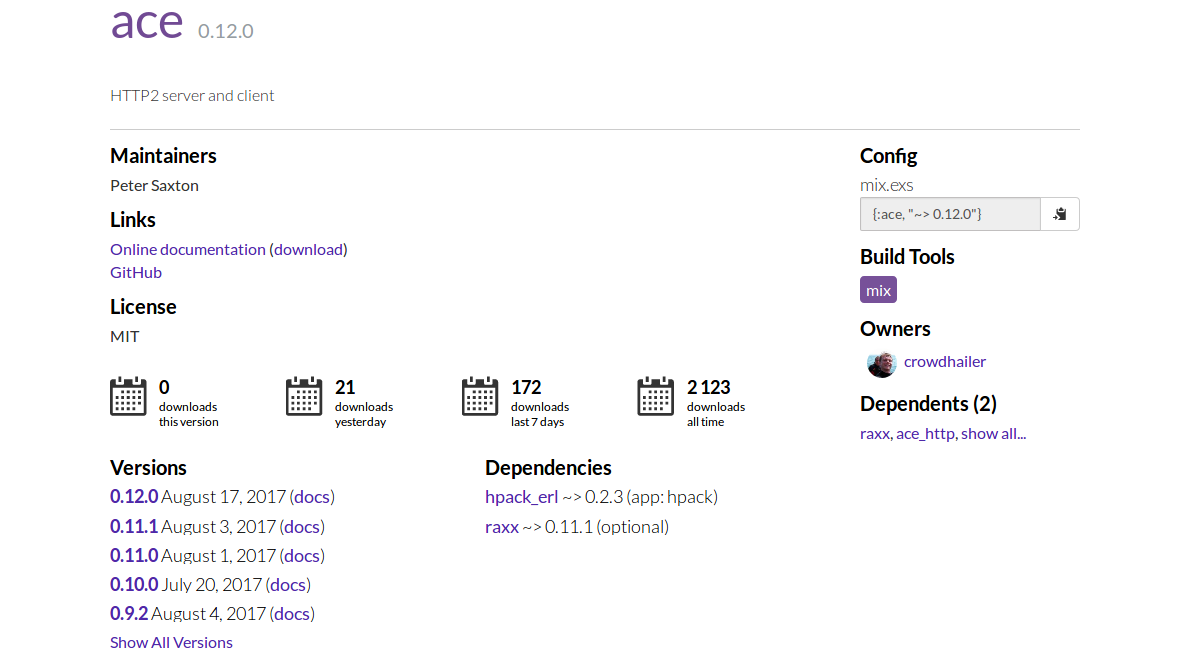 ace 0.12.0
HTTP2 server and client
Maintainers
Peter Saxton
Links
Online documentation (download)
GitHub
License
MIT
0
downloads
this version
21
downloads
yesterday
172
downloads
last 7 days
2 123
downloads
all time
Versions
0.12.0 August 17, 2017 (docs)
0.11.1 August 3, 2017 (docs)
0.11.0 August 1, 2017 (docs)
0.10.0 July 20, 2017 (docs)
0.9.2 August 4, 2017 (docs)
Show All Versions
Dependencies
hpack_erl ~> 0.2.3 (app: hpack)
raxx ~> 0.11.1 (optional)
Config
mix.exs
{:ace, "~> 0.12.0"}
Build Tools
mix
Owners
crowdhailer
Dependents (2)
raxx, ace_http, show all...